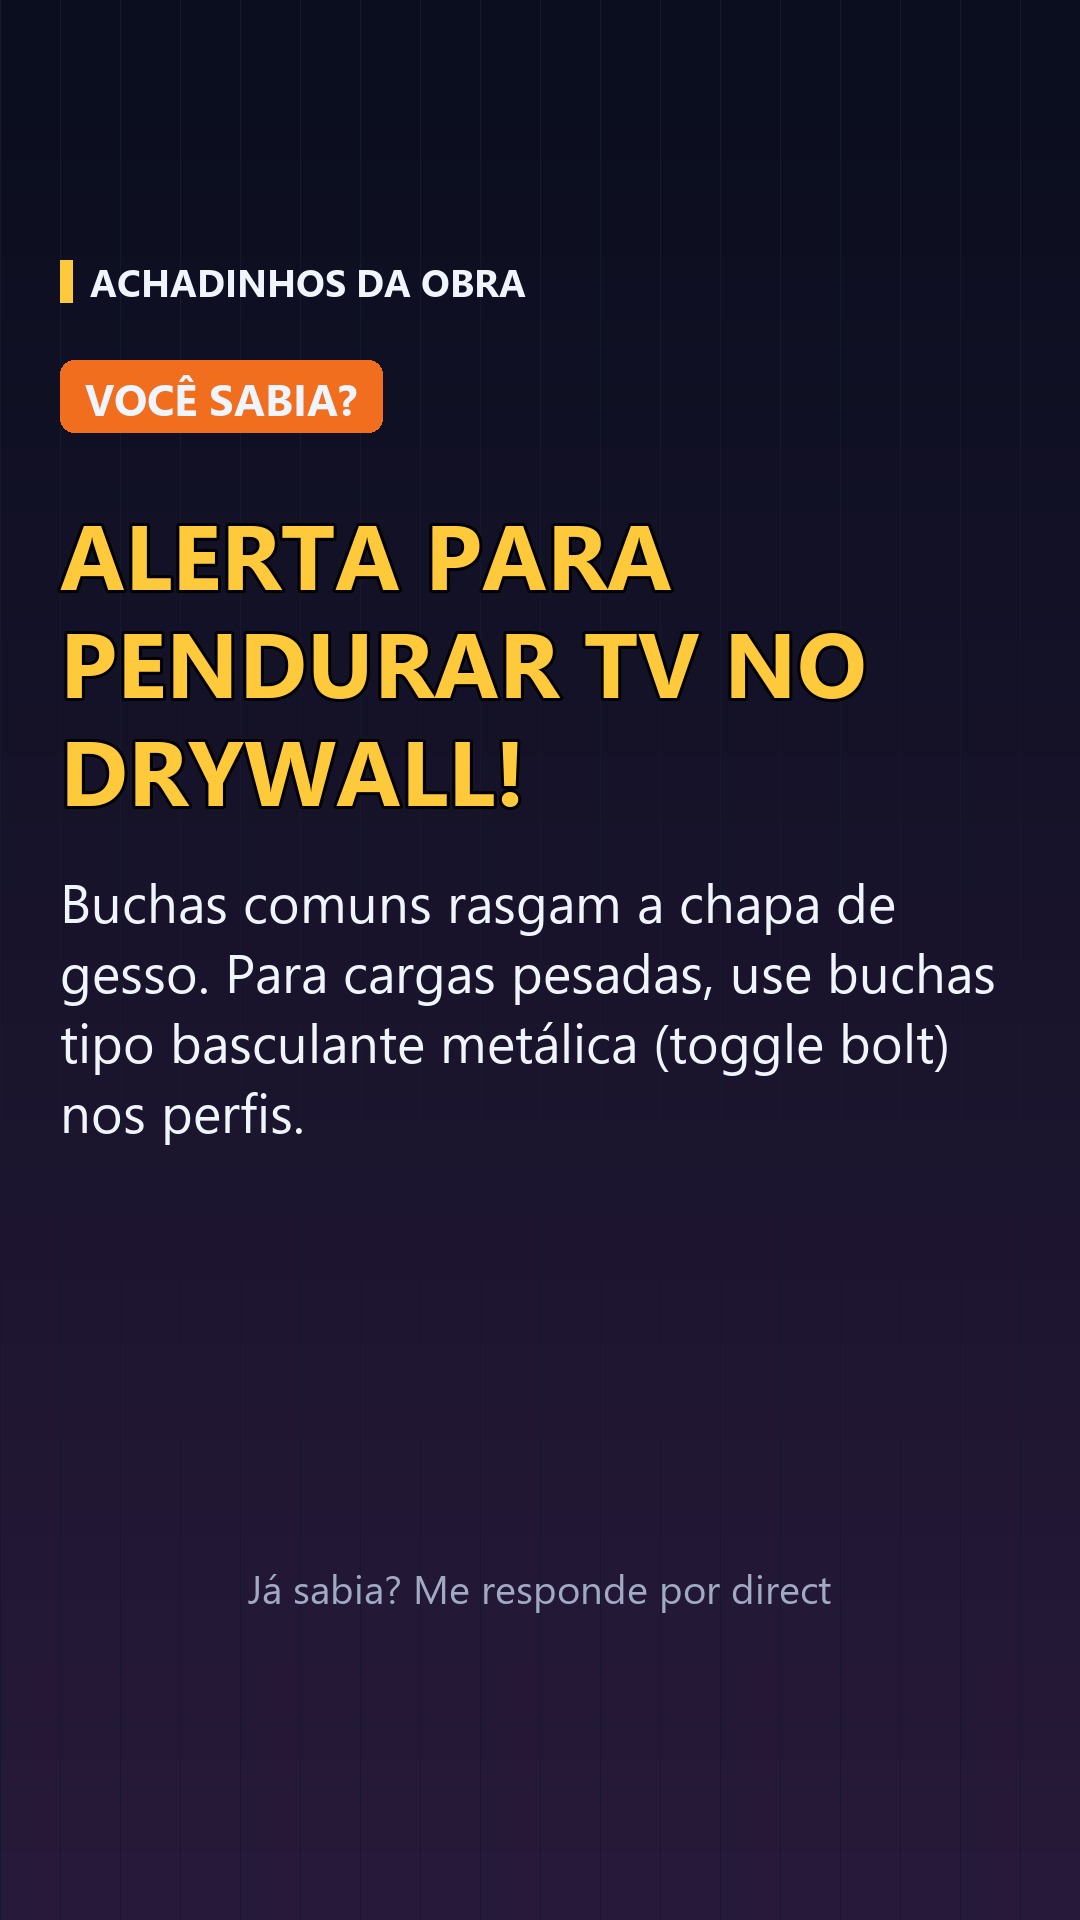 ACHADINHOS DA OBRA
VOCÊ SABIA?
ALERTA PARA
PENDURAR TV NO
DRYWALL!
Buchas comuns rasgam a chapa de
gesso. Para cargas pesadas, use buchas
tipo basculante metálica (toggle bolt)
nos perfis.
Já sabia? Me responde por direct